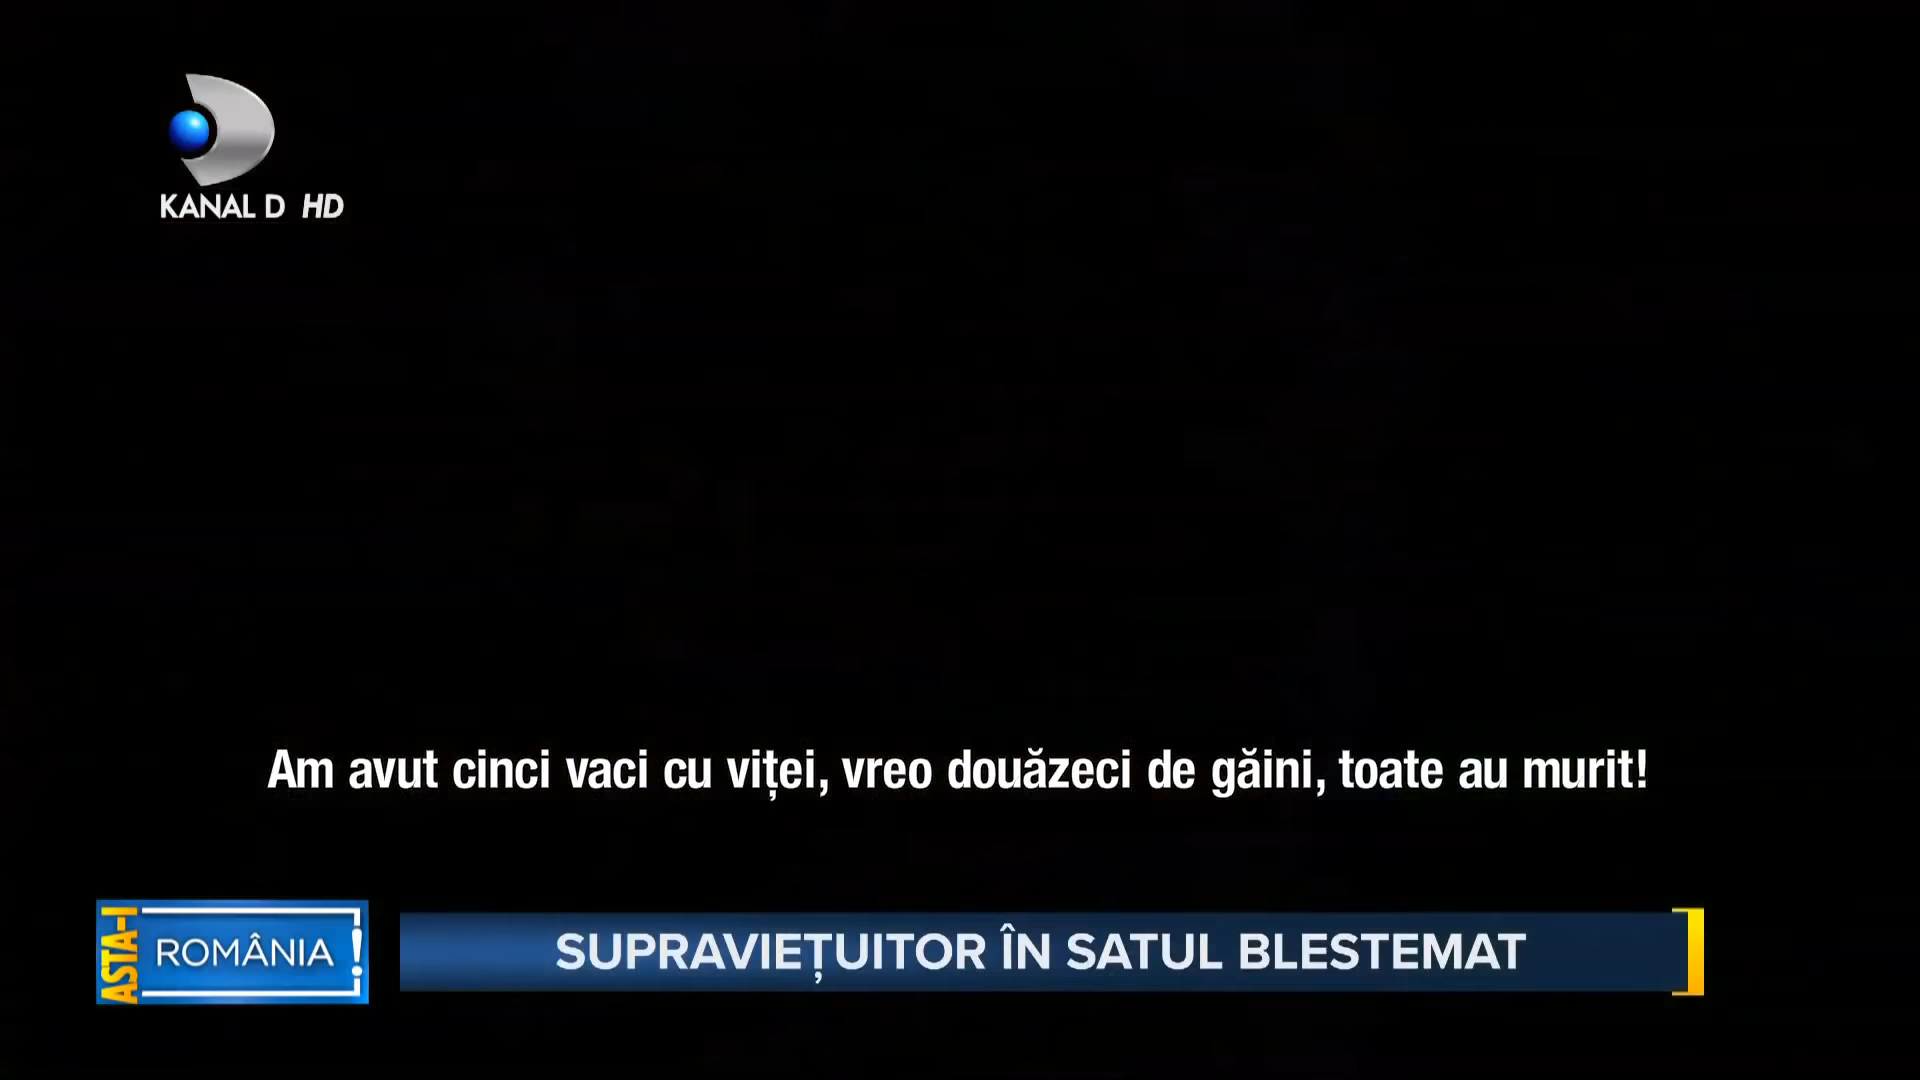 KANAL D HD
Am avut cinci vaci cu viței, vreo douăzeci de găini, toate au murit!
ASTA-I ROMÂNIA!
SUPRAVIEȚUITOR ÎN SATUL BLESTEMAT